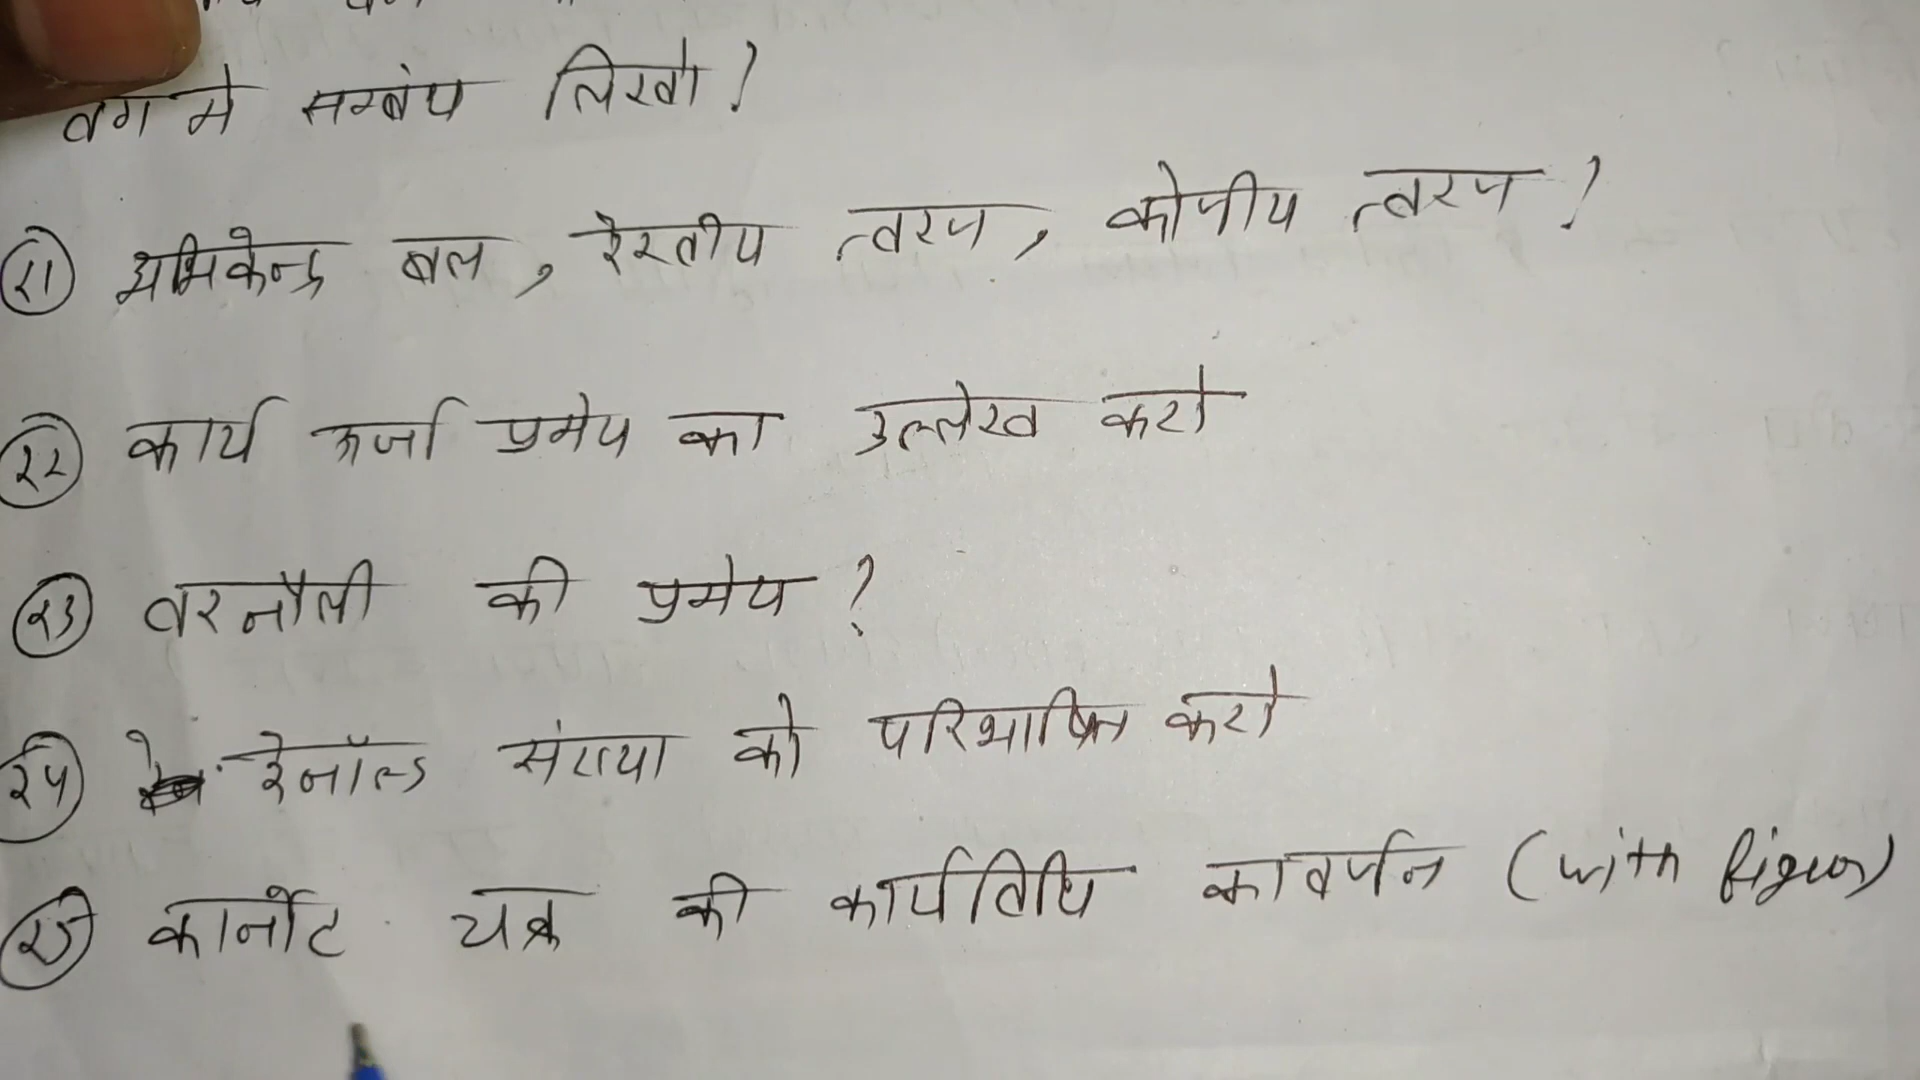 वेग मे सम्बंध लिखो?
(21) अभिकेन्द्र बल, रेखीय त्वरण, कोणीय त्वरण?
(22) कार्य ऊर्जा प्रमेय का उल्लेख करो
(23) वरनौली की प्रमेय?
(24) रेनॉल्ड संख्या को परिभाषित करो
(25) कार्नोट चक्र की कार्यविधि का वर्णन (with figure)